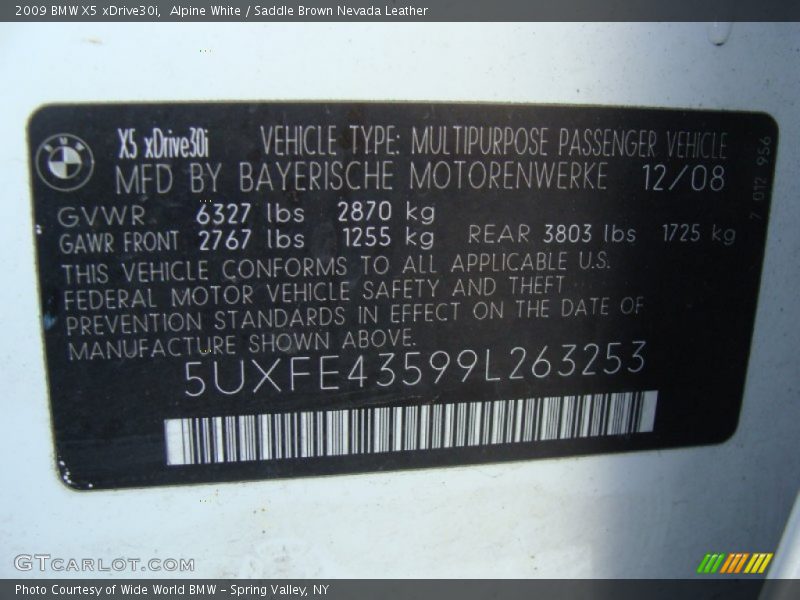 2009 BMW X5 xDrive30i, Alpine White / Saddle Brown Nevada Leather
X5 xDrive30i VEHICLE TYPE: MULTIPURPOSE PASSENGER VEHICLE
MFD BY BAYERISCHE MOTORENWERKE 12/08
7 012 956
GVWR 6327 lbs 2870 kg
GAWR FRONT 2767 lbs 1255 kg REAR 3803 lbs 1725 kg
THIS VEHICLE CONFORMS TO ALL APPLICABLE U.S.
FEDERAL MOTOR VEHICLE SAFETY AND THEFT
PREVENTION STANDARDS IN EFFECT ON THE DATE OF
MANUFACTURE SHOWN ABOVE.
5UXFE43599L263253
GTCARLOT.COM
Photo Courtesy of Wide World BMW - Spring Valley, NY